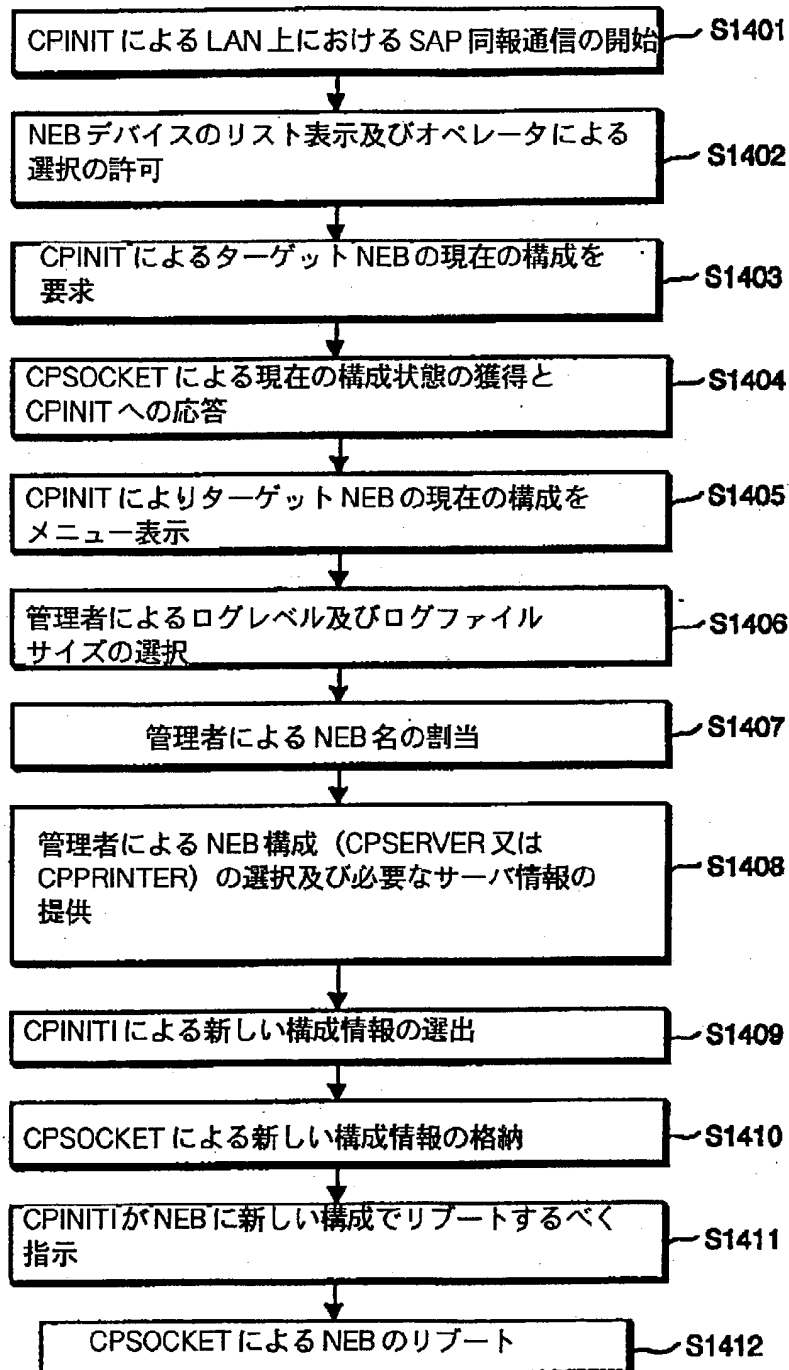 CPINIT による LAN 上における SAP 同報通信の開始 S1401
NEB デバイスのリスト表示及びオペレータによる
選択の許可
S1402
CPINIT によるターゲット NEB の現在の構成を
要求
S1403
CPSOCKET による現在の構成状態の獲得と
CPINIT への応答
S1404
CPINIT によりターゲット NEB の現在の構成を
メニュー表示
S1405
管理者によるログレベル及びログファイル
サイズの選択
S1406
管理者による NEB 名の割当
S1407
管理者による NEB 構成（CPSERVER 又は
CPPRINTER）の選択及び必要なサーバ情報の
提供
S1408
CPINITI による新しい構成情報の選出
S1409
CPSOCKET による新しい構成情報の格納
S1410
CPINITI が NEB に新しい構成でリブートするべく
指示
S1411
CPSOCKET による NEB のリブート
S1412